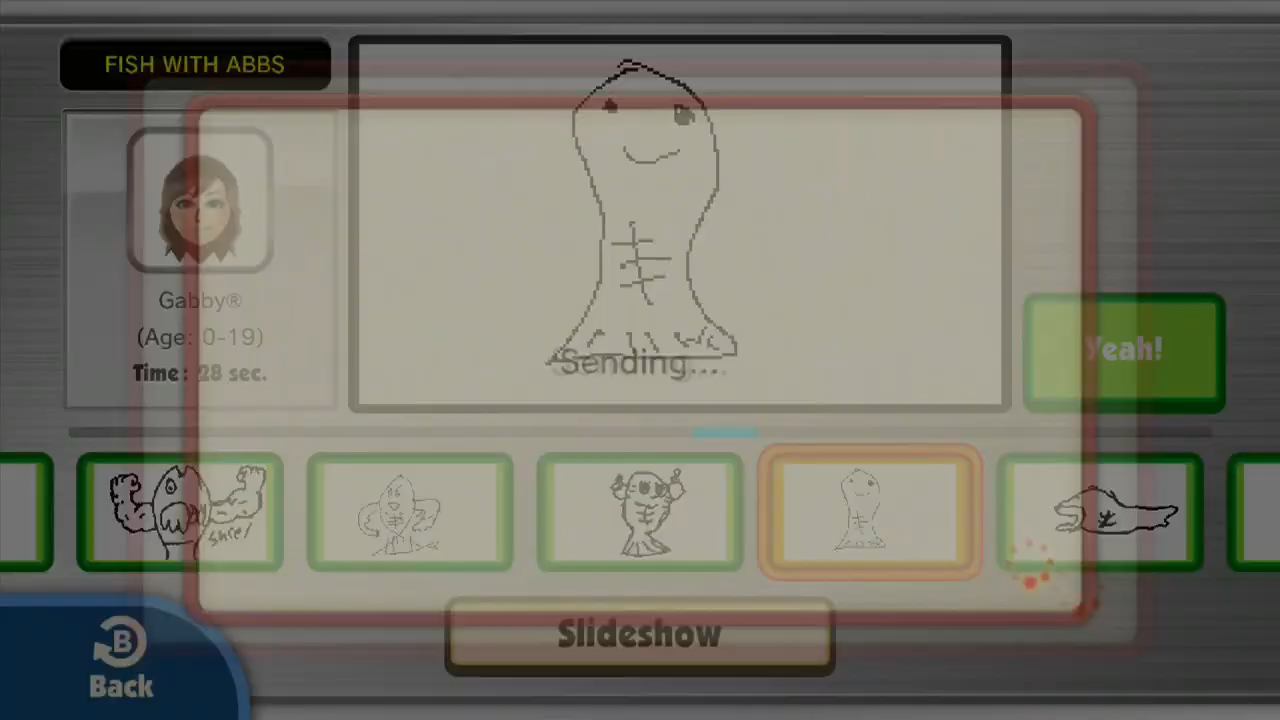 FISH WITH ABBS
Gabby®
(Age: 0-19)
Time: 28 sec.
Sending...
Yeah!
Slideshow
B
Back